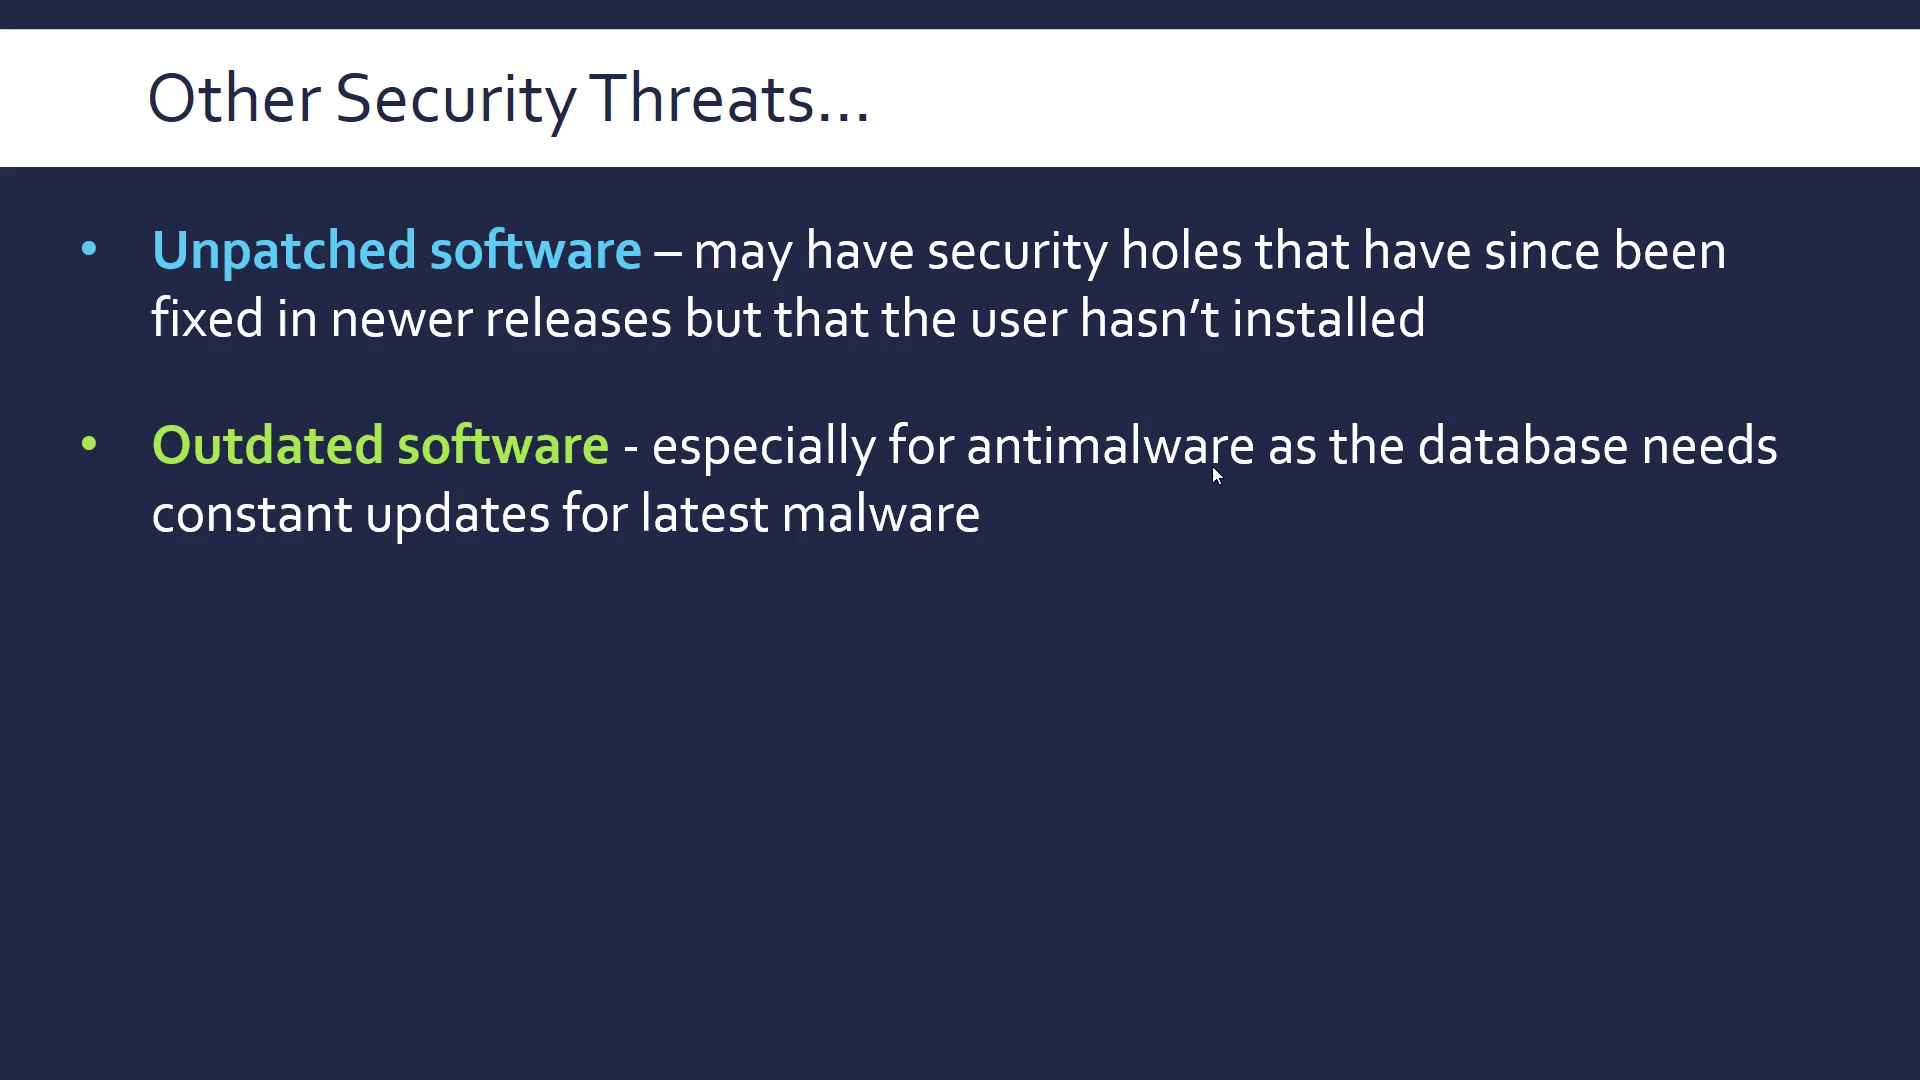 Other Security Threats...
• Unpatched software – may have security holes that have since been
fixed in newer releases but that the user hasn’t installed
• Outdated software - especially for antimalware as the database needs
constant updates for latest malware